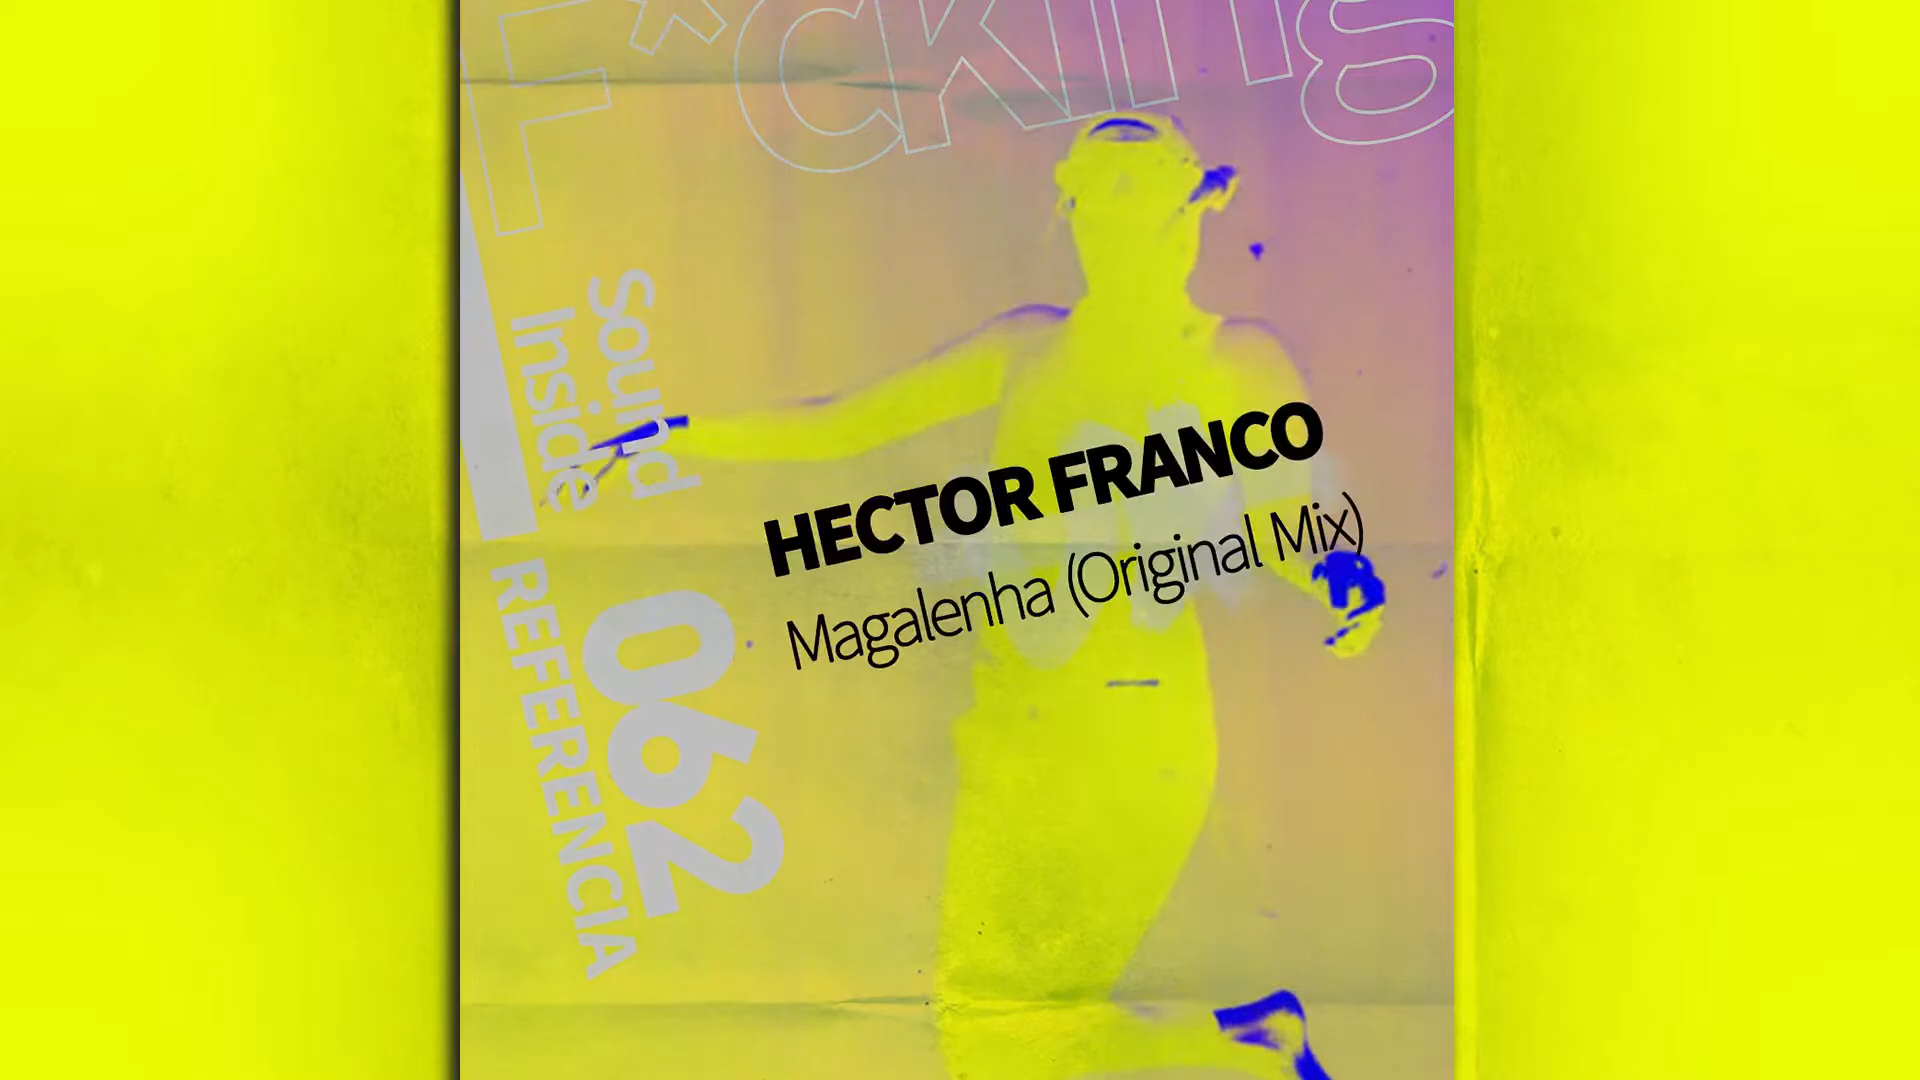 F*cking
Sound
Inside
HECTOR FRANCO
Magalenha (Original Mix)
062
REFERENCIA